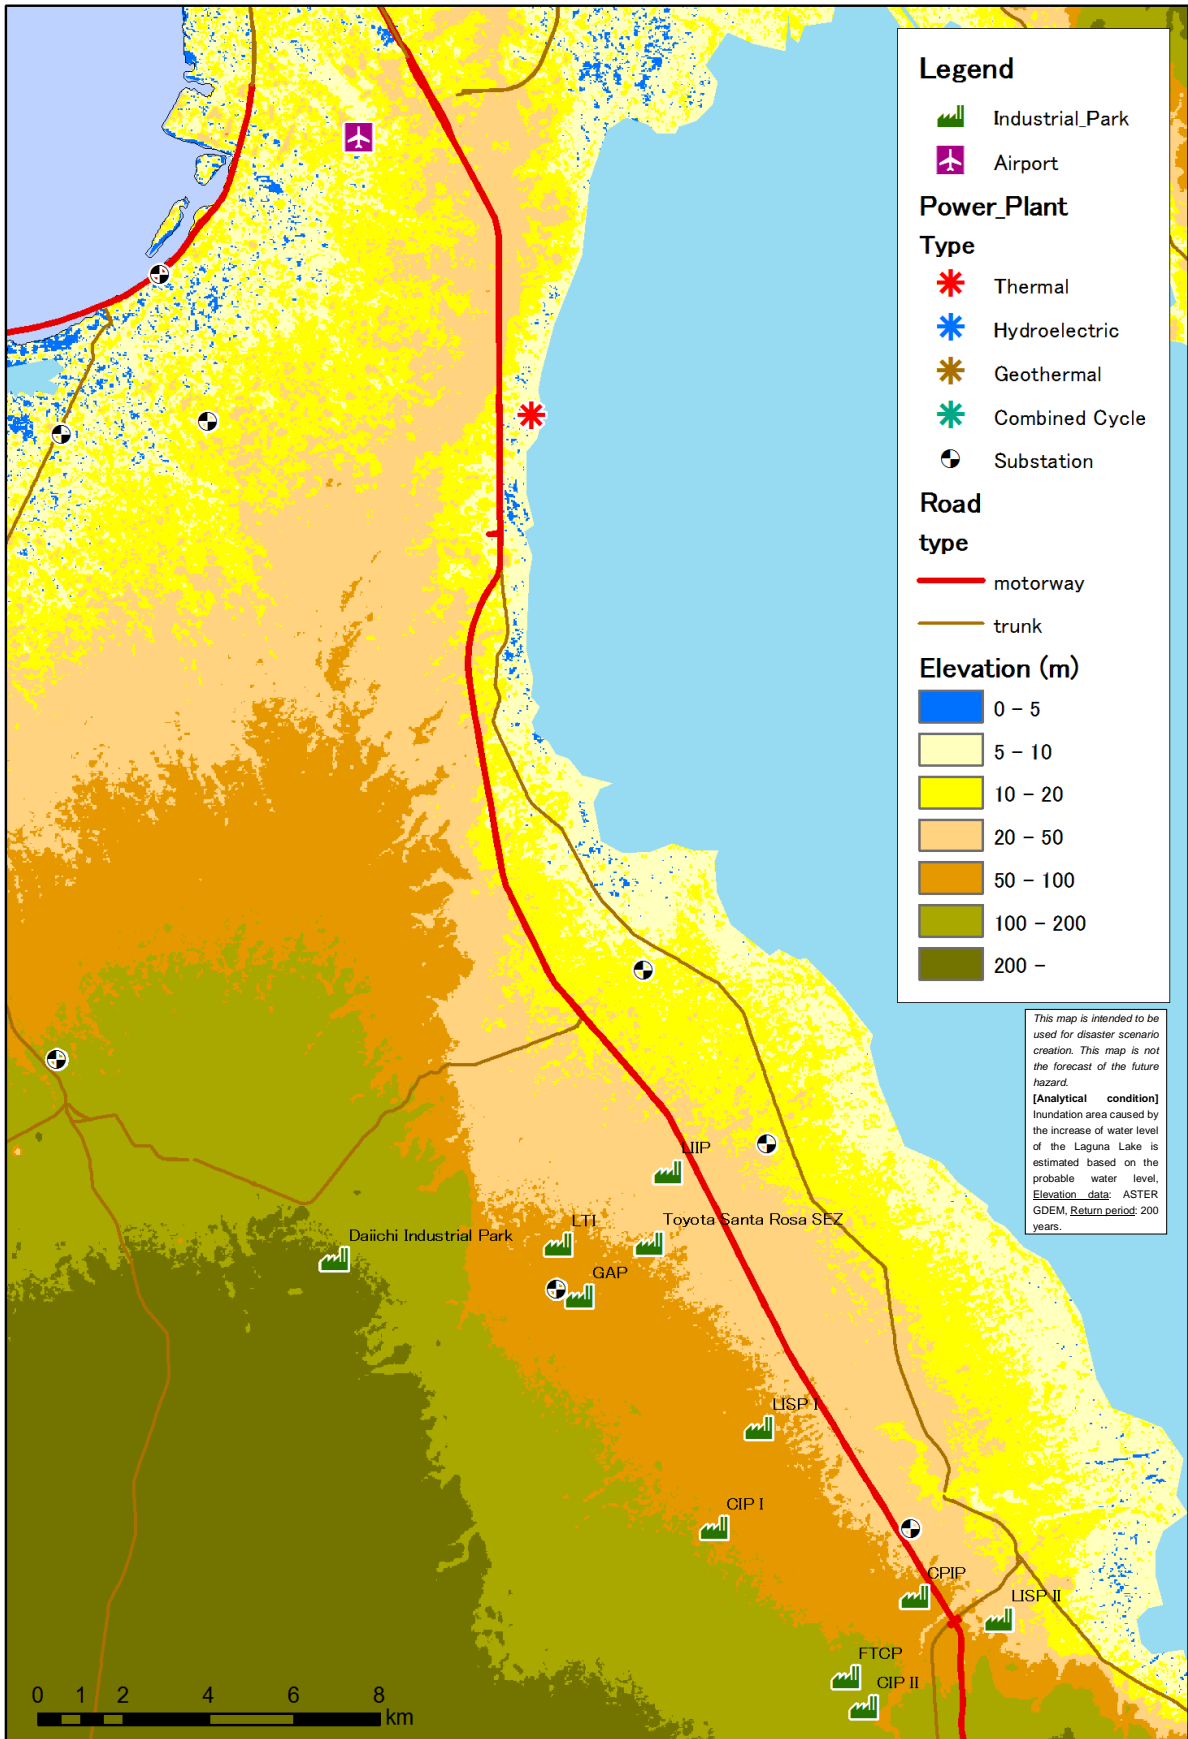 Legend
Industrial_Park
Airport
Power_Plant
Type
Thermal
Hydroelectric
Geothermal
Combined Cycle
Substation
Road
type
motorway
trunk
Elevation (m)
0 - 5
5 - 10
10 - 20
20 - 50
50 - 100
100 - 200
200 -
This map is intended to be
used for disaster scenario
creation. This map is not
the forecast of the future
hazard.
[Analytical condition]
Inundation area caused by
the increase of water level
of the Laguna Lake is
estimated based on the
probable water level,
Elevation data: ASTER
GDEM, Return period: 200
years.
LIIP
LTI
Toyota Santa Rosa SEZ
Daiichi Industrial Park
GAP
LISP I
CIP I
CPIP
LISP II
FTCP
CIP II
0 1 2 4 6 8
km